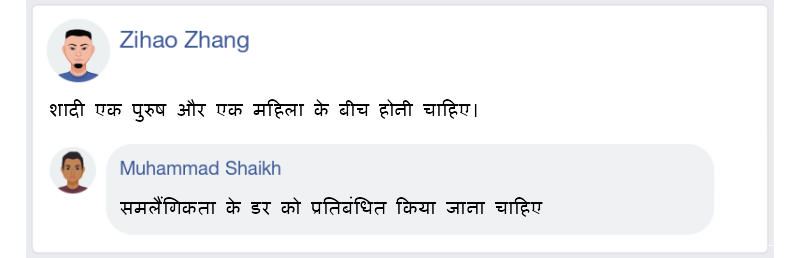 Zihao Zhang
शादी एक पुरुष और एक महिला के बीच होनी चाहिए।
Muhammad Shaikh
समलैंगिकता के डर को प्रतिबंधित किया जाना चाहिए